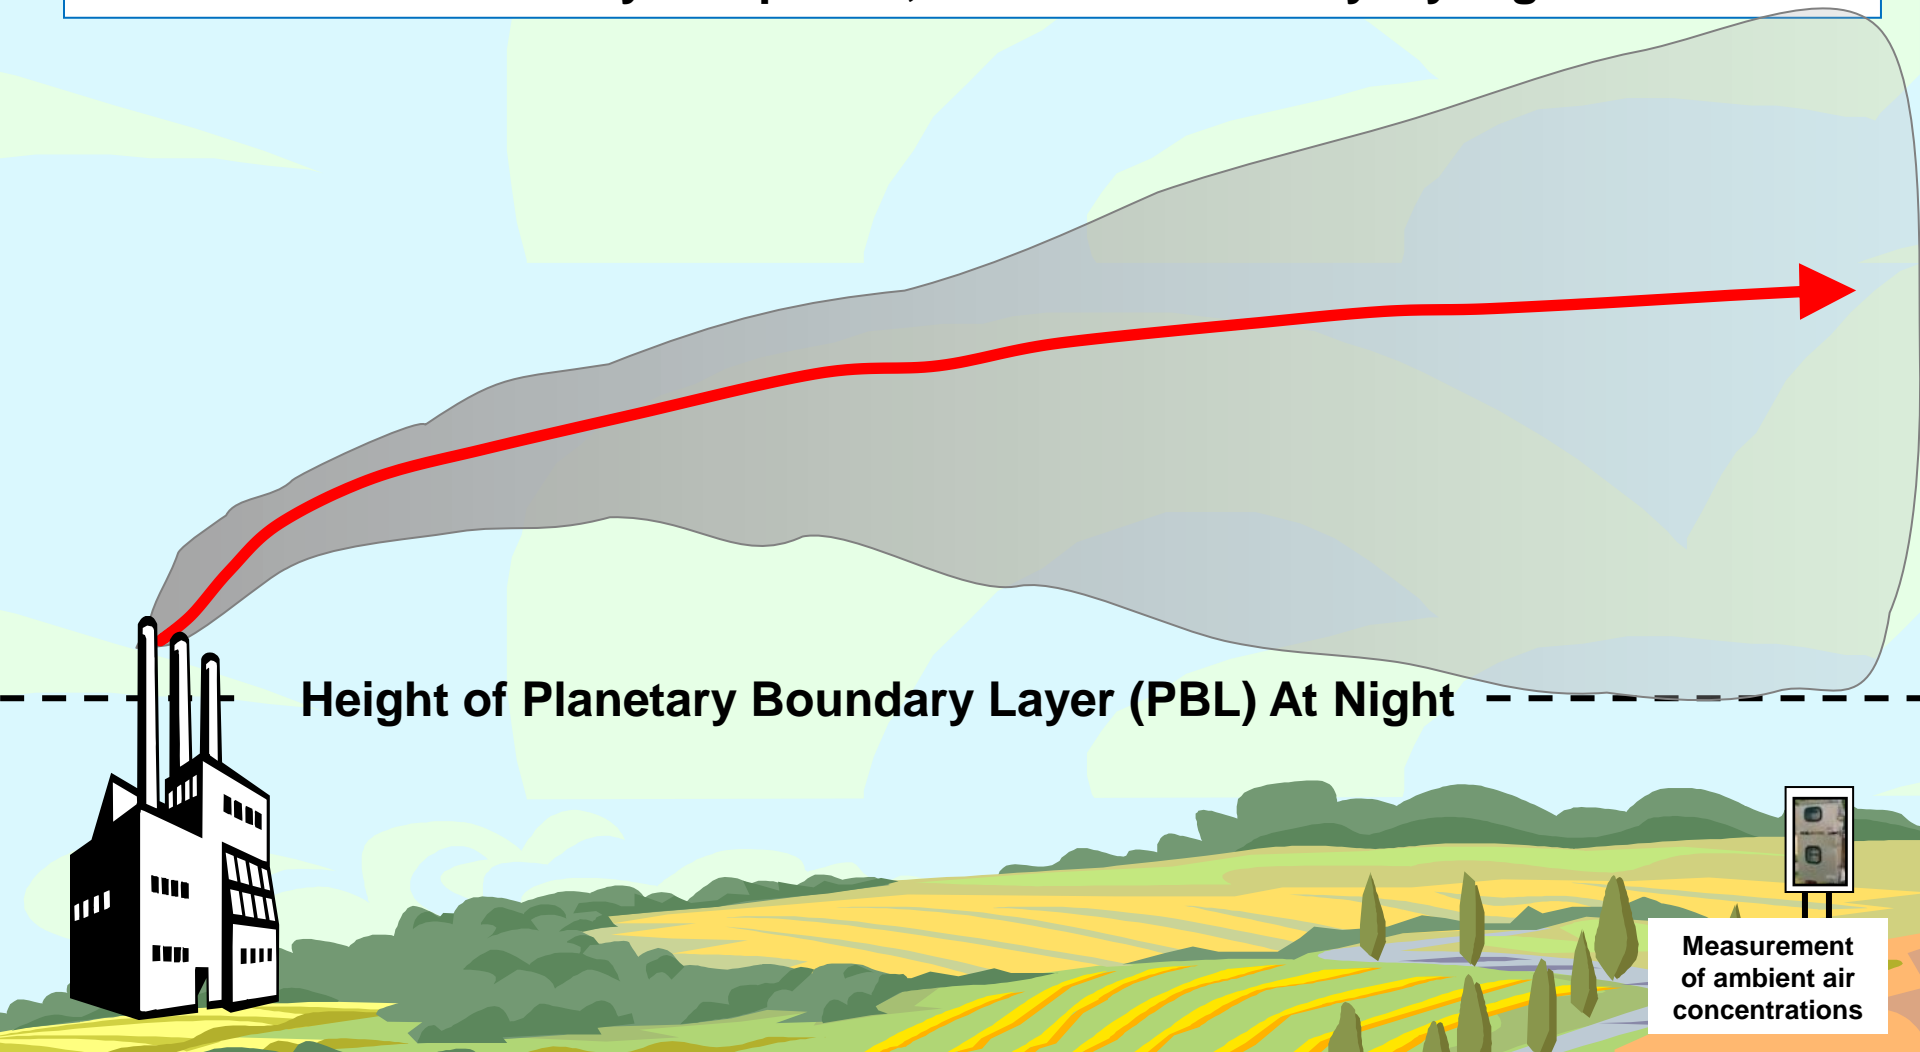 Height of Planetary Boundary Layer (PBL) At Night
Measurement
of ambient air
concentrations